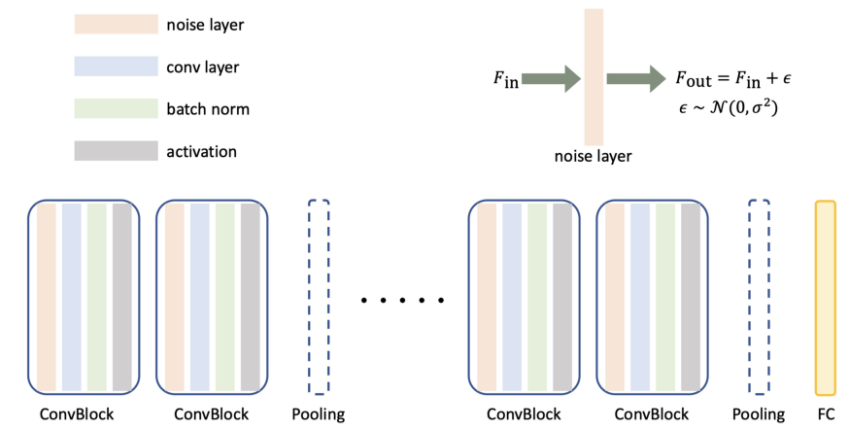 noise layer
conv layer
batch norm
activation
F_in
F_out = F_in + ϵ
ϵ ~ 𝒩(0, σ²)
noise layer
. . . . .
ConvBlock ConvBlock Pooling ConvBlock ConvBlock Pooling FC